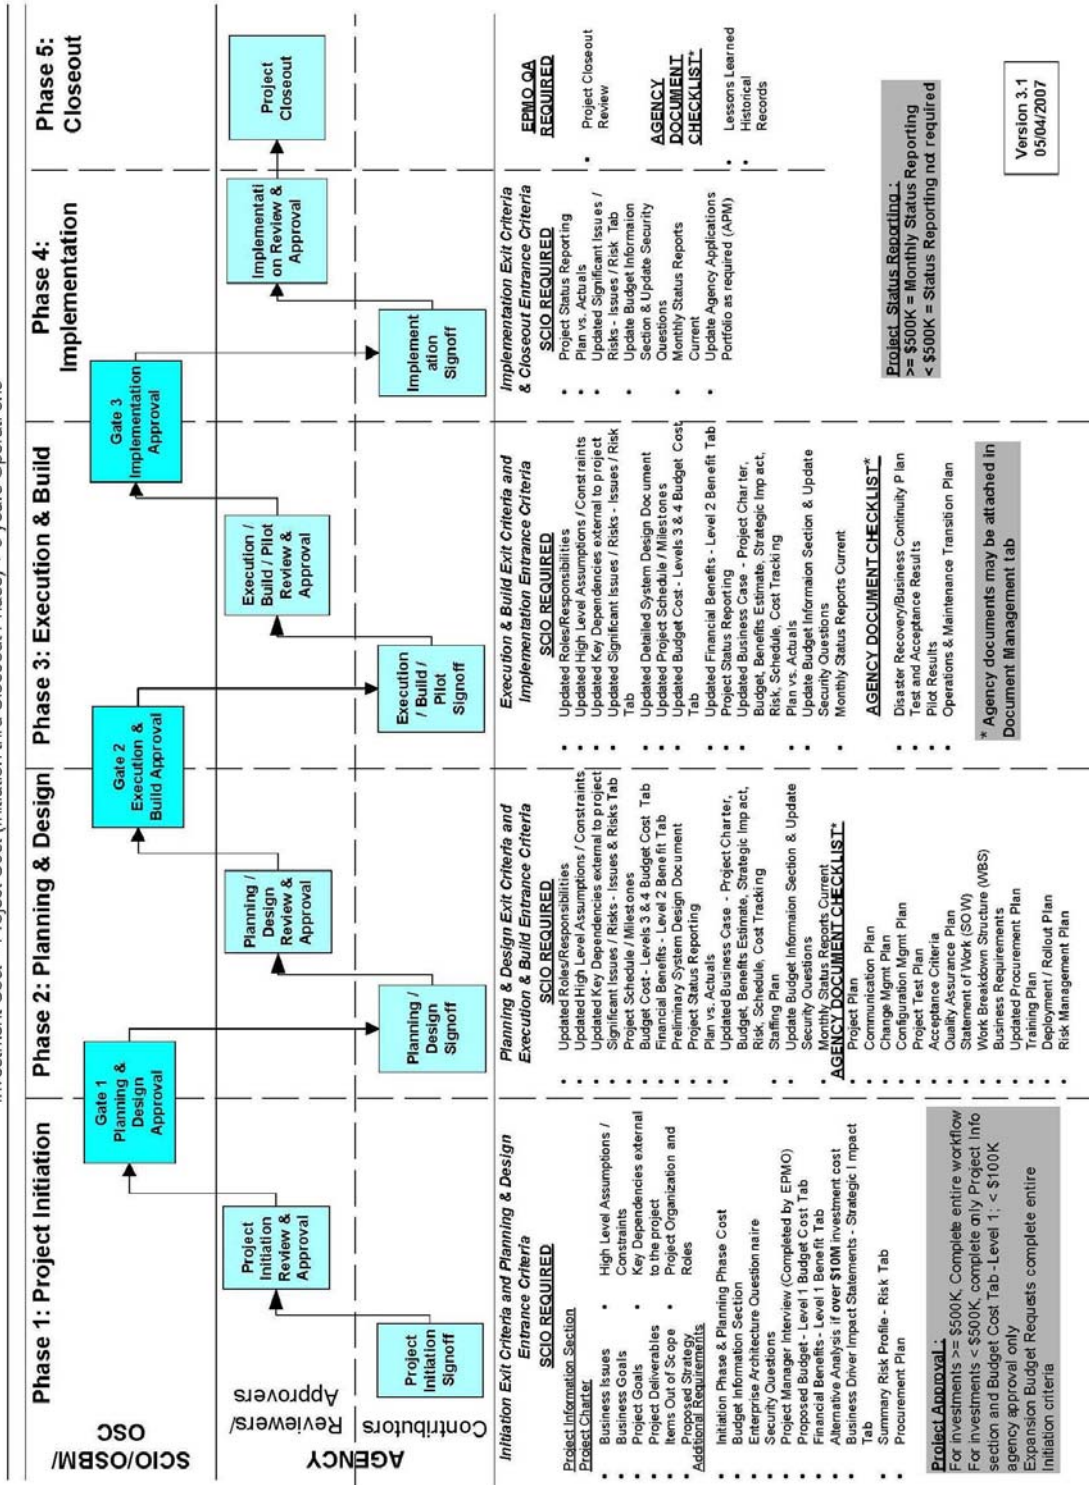 Phase 1: Project Initiation
Phase 2: Planning & Design
Phase 3: Execution & Build
Phase 4:
Implementation
Phase 5:
Closeout
SCIO/OSBM/
OSC
Gate 1
Planning &
Design
Approval
Gate 2
Execution &
Build Approval
Gate 3
Implementation
Approval
AGENCY
Reviewers/
Approvers
Project
Initiation
Review &
Approval
Planning /
Design
Review &
Approval
Execution /
Build / Pilot
Review &
Approval
Implementati
on Review &
Approval
Project
Closeout
Contributors
Project
Initiation
Signoff
Planning /
Design
Signoff
Execution
/ Build /
Pilot
Signoff
Implement
ation
Signoff
Initiation Exit Criteria and Planning & Design
Entrance Criteria
SCIO REQUIRED
Project Information Section
Project Charter
• Business Issues
• Business Goals
• Project Goals
• Project Deliverables
• Items Out of Scope
• Proposed Strategy
• High Level Assumptions /
Constraints
• Key Dependencies external
to the project
• Project Organization and
Roles
Additional Requirements
• Initiation Phase & Planning Phase Cost
• Budget Information Section
• Enterprise Architecture Questionnaire
• Security Questions
• Project Manager Interview (Completed by EPMO)
• Proposed Budget - Level 1 Budget Cost Tab
• Financial Benefits - Level 1 Benefit Tab
• Alternative Analysis if over $10M investment cost
• Business Driver Impact Statements - Strategic Impact
Tab
• Summary Risk Profile - Risk Tab
• Procurement Plan
Project Approval :
For investments >= $500K, Complete entire workflow
For investments < $500K, complete only Project Info
section and Budget Cost Tab - Level 1; < $100K
agency approval only
Expansion Budget Requests complete entire
Initiation criteria
Planning & Design Exit Criteria and
Execution & Build Entrance Criteria
SCIO REQUIRED
• Updated Roles/Responsibilities
• Updated High Level Assumptions / Constraints
• Updated Key Dependencies external to project
• Significant Issues / Risks - Issues & Risks Tab
• Project Schedule / Milestones
• Budget Cost - Levels 3 & 4 Budget Cost Tab
• Financial Benefits - Level 2 Benefit Tab
• Preliminary System Design Document
• Project Status Reporting
• Plan vs. Actuals
• Updated Business Case - Project Charter,
Budget, Benefits Estimate, Strategic Impact,
Risk, Schedule, Cost Tracking
• Staffing Plan
• Update Budget Informaion Section & Update
Security Questions
• Monthly Status Reports Current
AGENCY DOCUMENT CHECKLIST*
• Project Plan
• Communication Plan
• Change Mgmt Plan
• Configuration Mgmt Plan
• Project Test Plan
• Acceptance Criteria
• Quality Assurance Plan
• Statement of Work (SOW)
• Work Breakdown Structure (WBS)
• Business Requirements
• Updated Procurement Plan
• Training Plan
• Deployment / Rollout Plan
• Risk Management Plan
Execution & Build Exit Criteria and
Implementation Entrance Criteria
SCIO REQUIRED
• Updated Roles/Responsibilities
• Updated High Level Assumptions / Constraints
• Updated Key Dependencies external to project
• Updated Significant Issues / Risks - Issues / Risk
Tab
• Updated Detailed System Design Document
• Updated Project Schedule / Milestones
• Updated Budget Cost - Levels 3 & 4 Budget Cost
Tab
• Updated Financial Benefits - Level 2 Benefit Tab
• Project Status Reporting
• Updated Business Case - Project Charter,
Budget, Benefits Estimate, Strategic Impact,
Risk, Schedule, Cost Tracking
• Plan vs. Actuals
• Update Budget Informaion Section & Update
Security Questions
• Monthly Status Reports Current
AGENCY DOCUMENT CHECKLIST*
• Disaster Recovery/Business Continuity Plan
• Test and Acceptance Results
• Pilot Results
• Operations & Maintenance Transition Plan
* Agency documents may be attached in
Document Management tab
Implementation Exit Criteria
& Closeout Entrance Criteria
SCIO REQUIRED
• Project Status Reporting
• Plan vs. Actuals
• Updated Significant Issues /
Risks - Issues / Risk Tab
• Update Budget Informaion
Section & Update Security
Questions
• Monthly Status Reports
Current
• Update Agency Applications
Portfolio as required (APM)
Project Status Reporting :
>= $500K = Monthly Status Reporting
< $500K = Status Reporting not required
EPMO QA
REQUIRED
• Project Closeout
Review
AGENCY
DOCUMENT
CHECKLIST*
• Lessons Learned
• Historical
Records
Version 3.1
05/04/2007